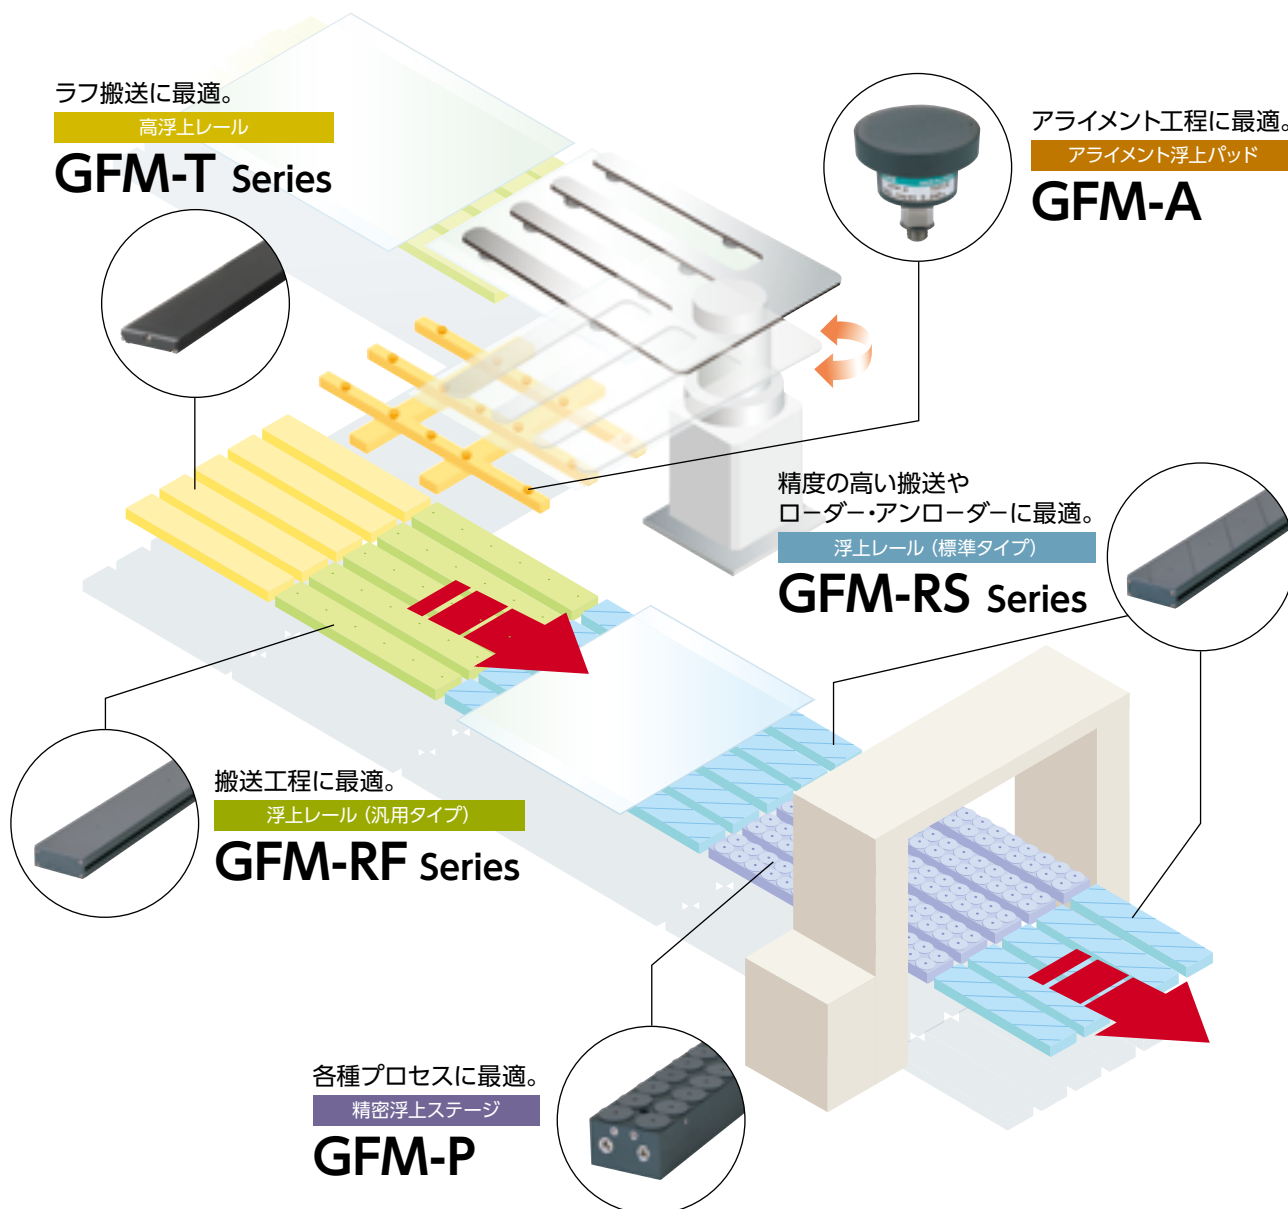 ラフ搬送に最適。
高浮上レール
GFM-T Series
アライメント工程に最適。
アライメント浮上パッド
GFM-A
精度の高い搬送や
ローダー・アンローダーに最適。
浮上レール（標準タイプ）
GFM-RS Series
搬送工程に最適。
浮上レール（汎用タイプ）
GFM-RF Series
各種プロセスに最適。
精密浮上ステージ
GFM-P